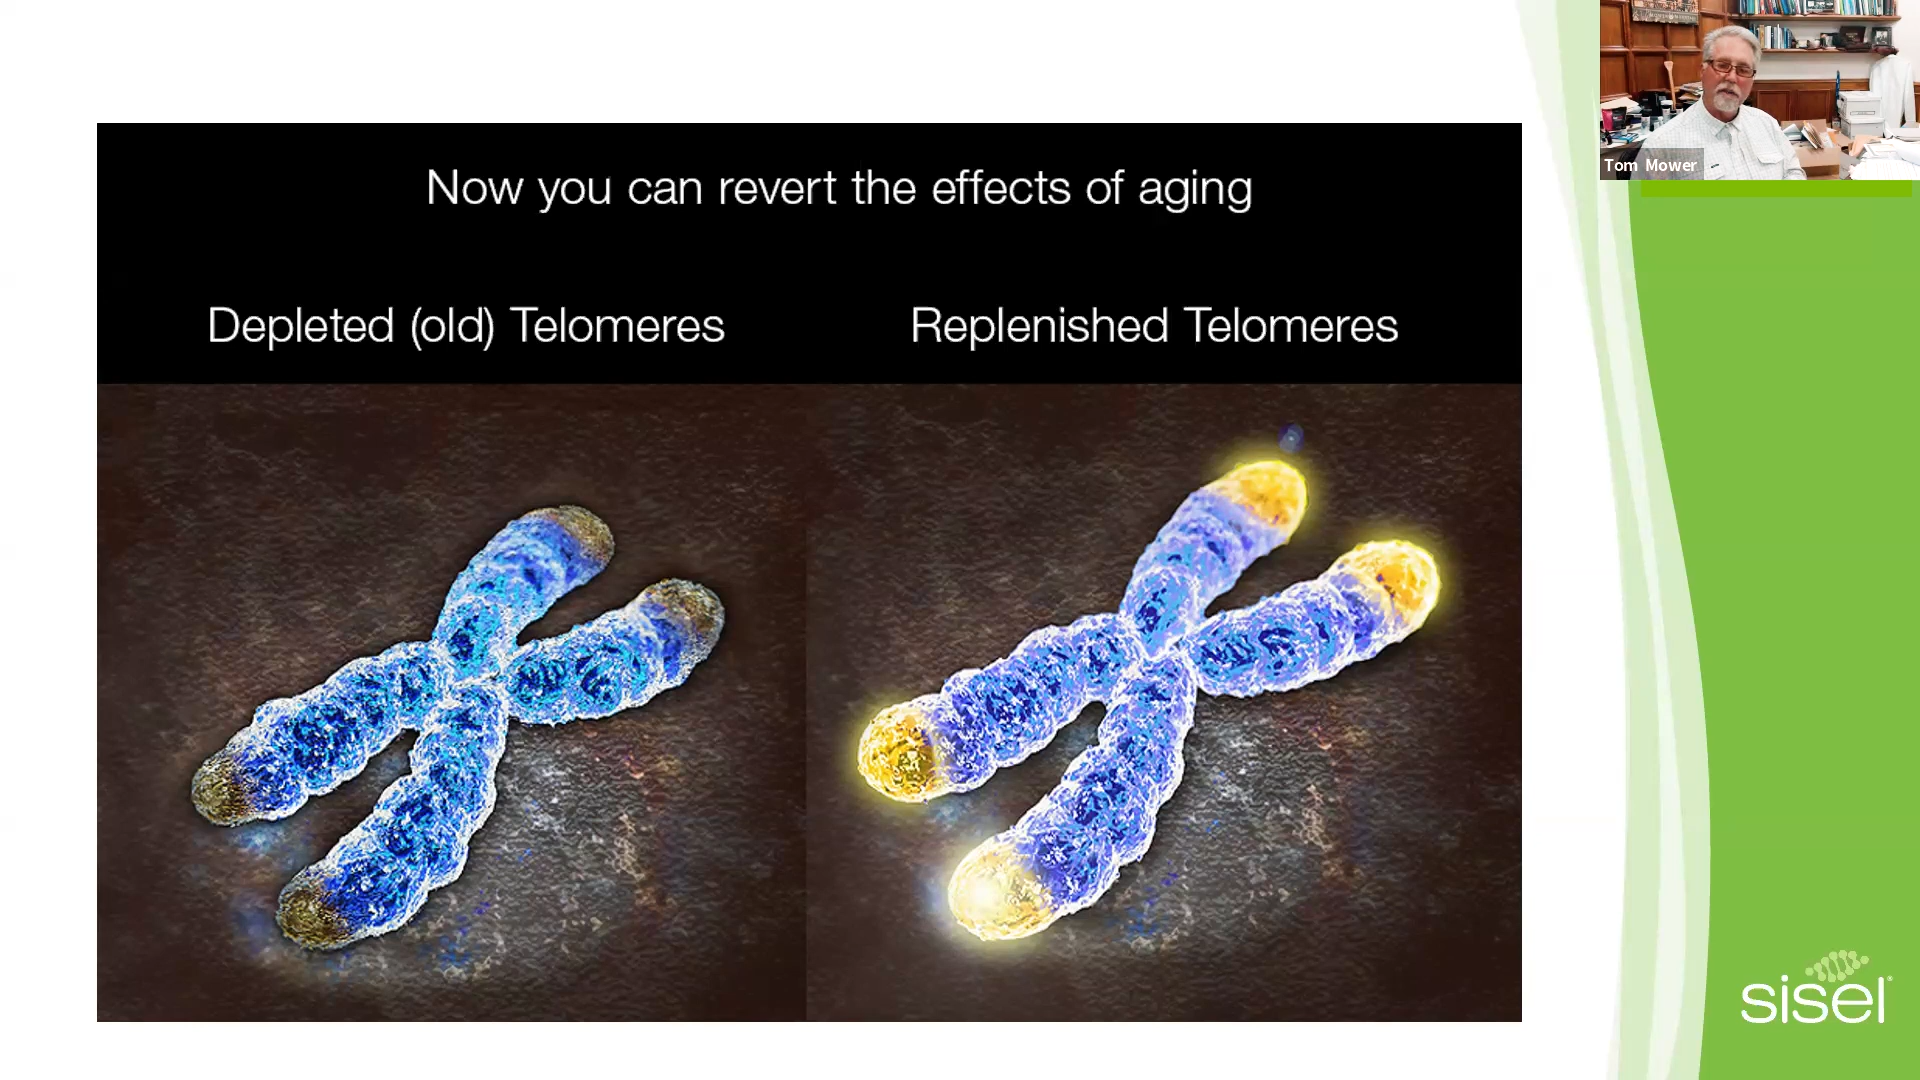 Now you can revert the effects of aging
Depleted (old) Telomeres
Replenished Telomeres
Tom Mower
sisel